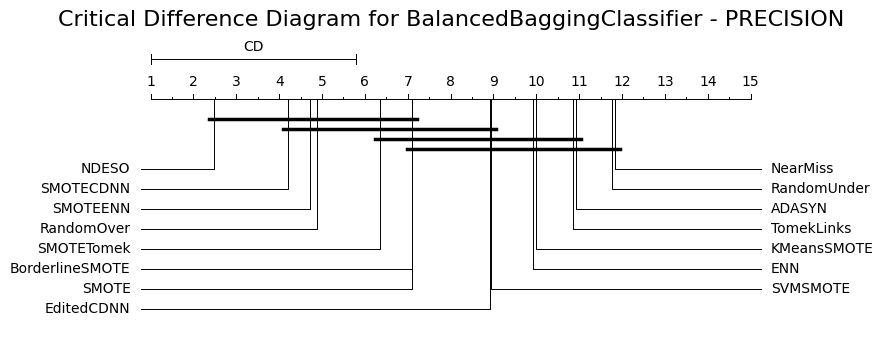 Critical Difference Diagram for BalancedBaggingClassifier - PRECISION
CD
1 2 3 4 5 6 7 8 9 10 11 12 13 14 15
NDESO NearMiss
SMOTECDNN RandomUnder
SMOTEENN ADASYN
RandomOver TomekLinks
SMOTETomek KMeansSMOTE
BorderlineSMOTE ENN
SMOTE SVMSMOTE
EditedCDNN